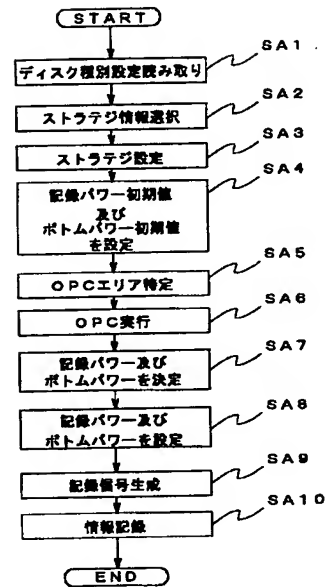 START
ディスク種別設定読み取り
SA1
ストラテジ情報選択
SA2
ストラテジ設定
SA3
記録パワー初期値
及び
ボトムパワー初期値
を設定
SA4
OPCエリア特定
SA5
OPC実行
SA6
記録パワー及び
ボトムパワーを決定
SA7
記録パワー及び
ボトムパワーを設定
SA8
記録信号生成
SA9
情報記録
SA10
END